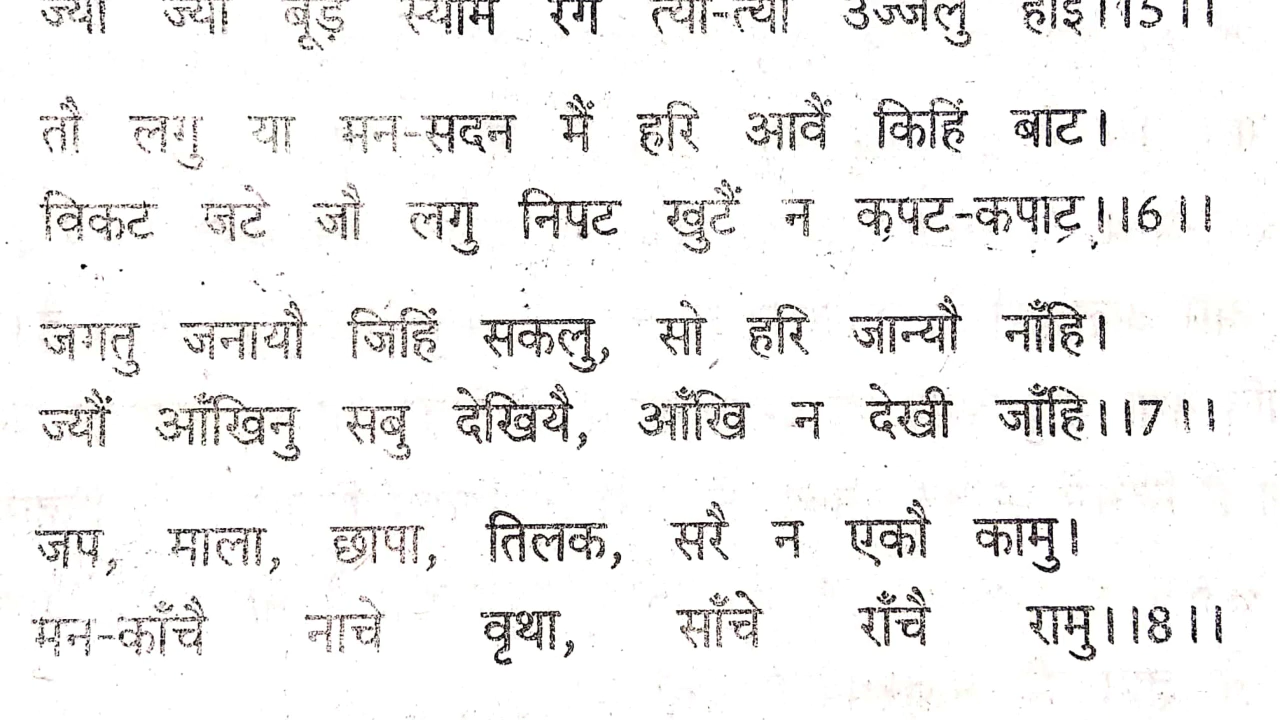 ज्यौं ज्यौं बूड़ै स्याम रंग त्यौं-त्यौं उज्जलु होइ।।5।।
तौ लगु या मन-सदन मैं हरि आवैं किहिं बाट।
विकट जटे जौ लगु निपट खुटैं न कपट-कपाट।।6।।
जगतु जनायौ जिहिं सकलु, सो हरि जान्यौ नाँहि।
ज्यौं आँखिनु सबु देखियै, आँखि न देखी जाँहि।।7।।
जप, माला, छापा, तिलक, सरै न एकौ कामु।
मन-काँचै नाचे वृथा, साँचे राँचै रामु।।8।।